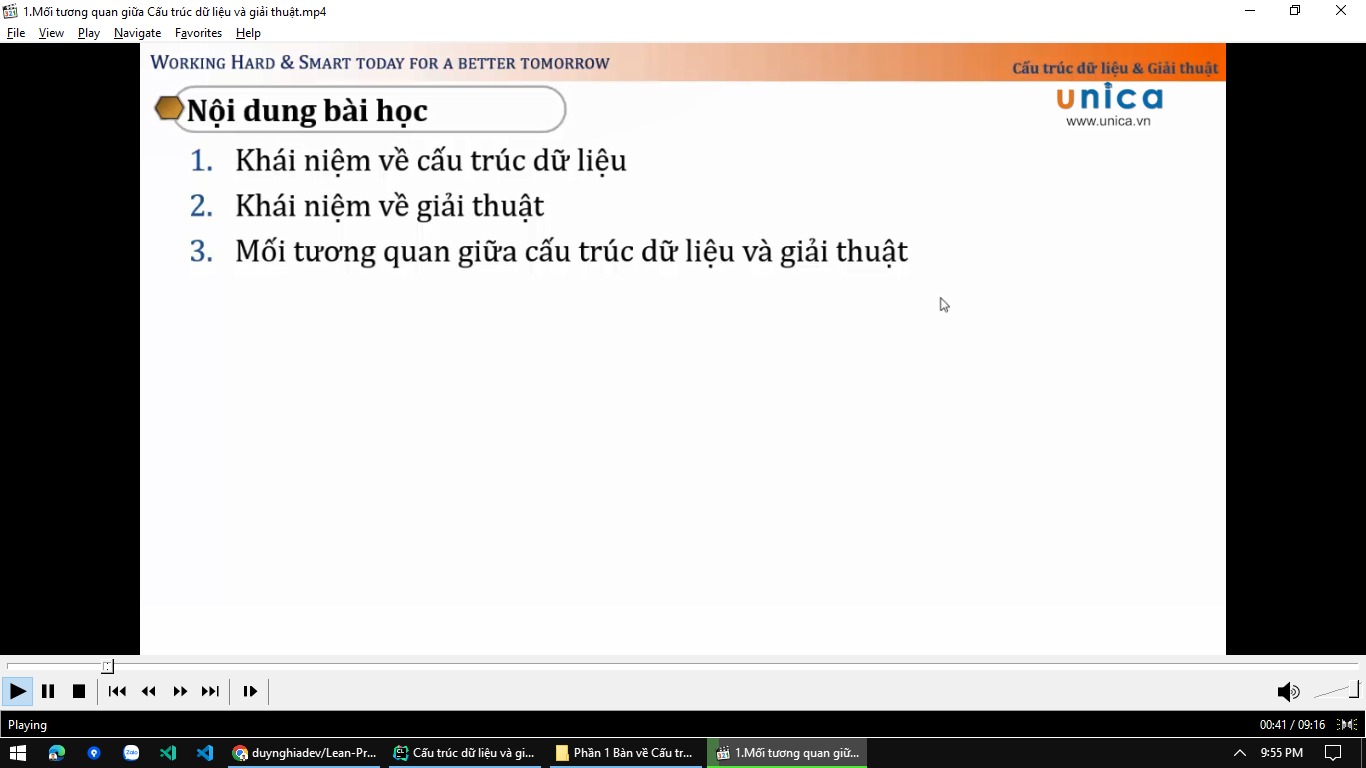 1.Mối tương quan giữa Cấu trúc dữ liệu và giải thuật.mp4
File View Play Navigate Favorites Help
WORKING HARD & SMART TODAY FOR A BETTER TOMORROW
Cấu trúc dữ liệu & Giải thuật
Nội dung bài học
unica
www.unica.vn
1. Khái niệm về cấu trúc dữ liệu
2. Khái niệm về giải thuật
3. Mối tương quan giữa cấu trúc dữ liệu và giải thuật
Playing
00:41 / 09:16
Zalo
duynghiadev/Lean-Pr...
Cấu trúc dữ liệu và gi...
Phần 1 Bàn về Cấu tr...
1.Mối tương quan giữ...
9:55 PM